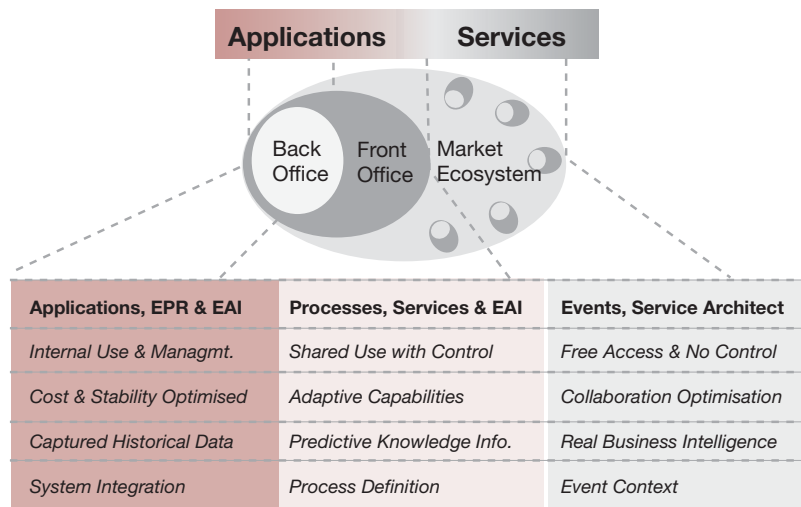 Applications Services
Back
Office
Front
Office
Market
Ecosystem
Applications, EPR & EAI Processes, Services & EAI Events, Service Architect
Internal Use & Managmt. Shared Use with Control Free Access & No Control
Cost & Stability Optimised Adaptive Capabilities Collaboration Optimisation
Captured Historical Data Predictive Knowledge Info. Real Business Intelligence
System Integration Process Definition Event Context